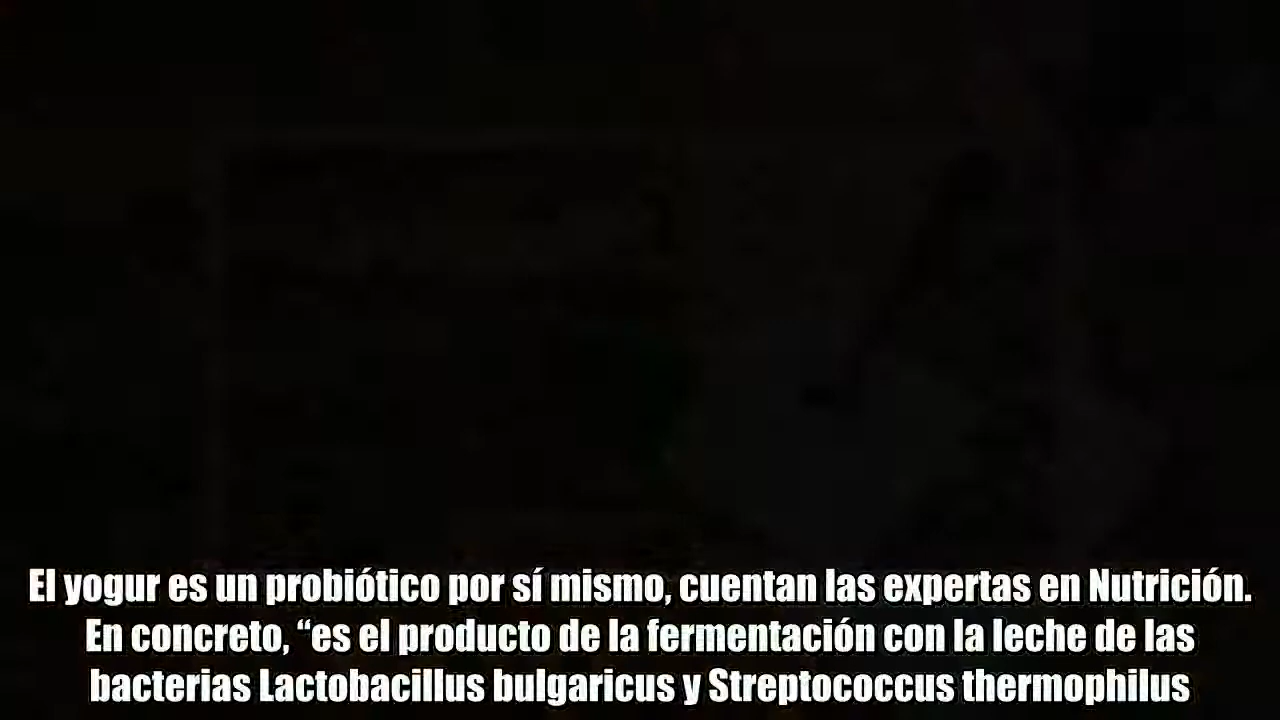 El yogur es un probiótico por sí mismo, cuentan las expertas en Nutrición.
En concreto, “es el producto de la fermentación con la leche de las
bacterias Lactobacillus bulgaricus y Streptococcus thermophilus